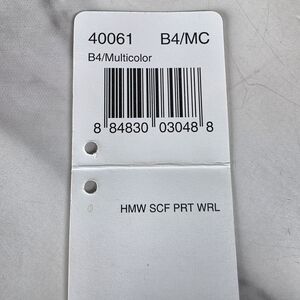 40061 B4/MC
B4/Multicolor
8 84830 03048 8
HMW SCF PRT WRL